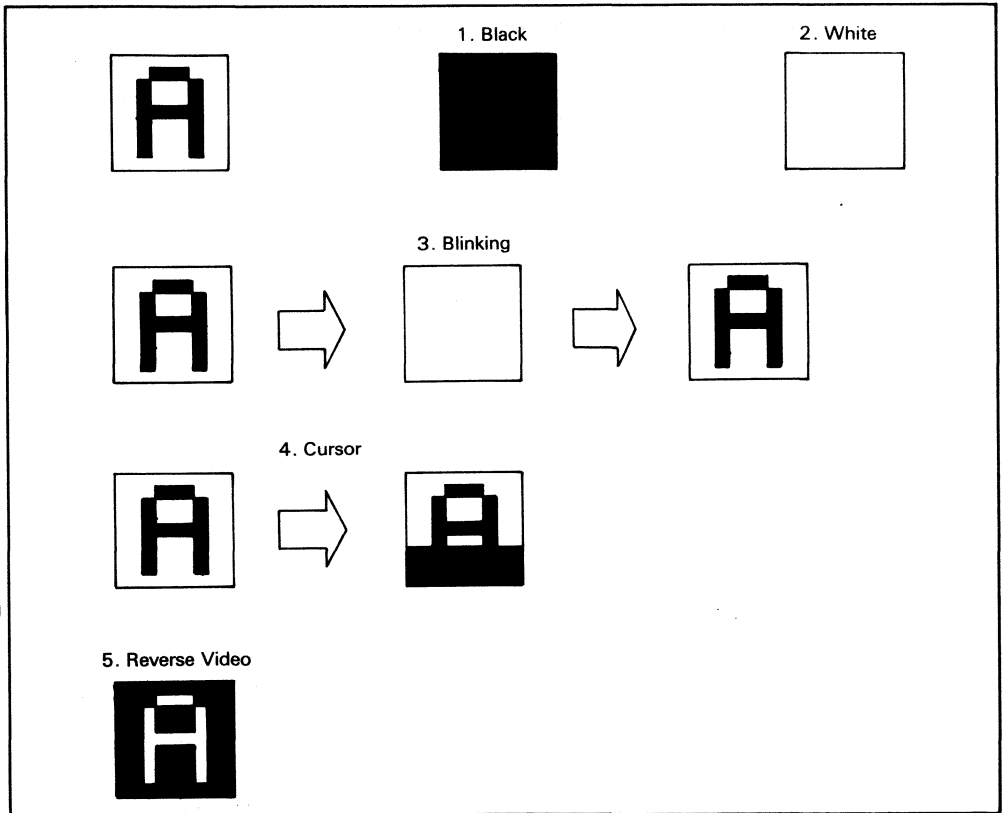 1. Black
2. White
A
3. Blinking
A
A
4. Cursor
A
A
5. Reverse Video
A